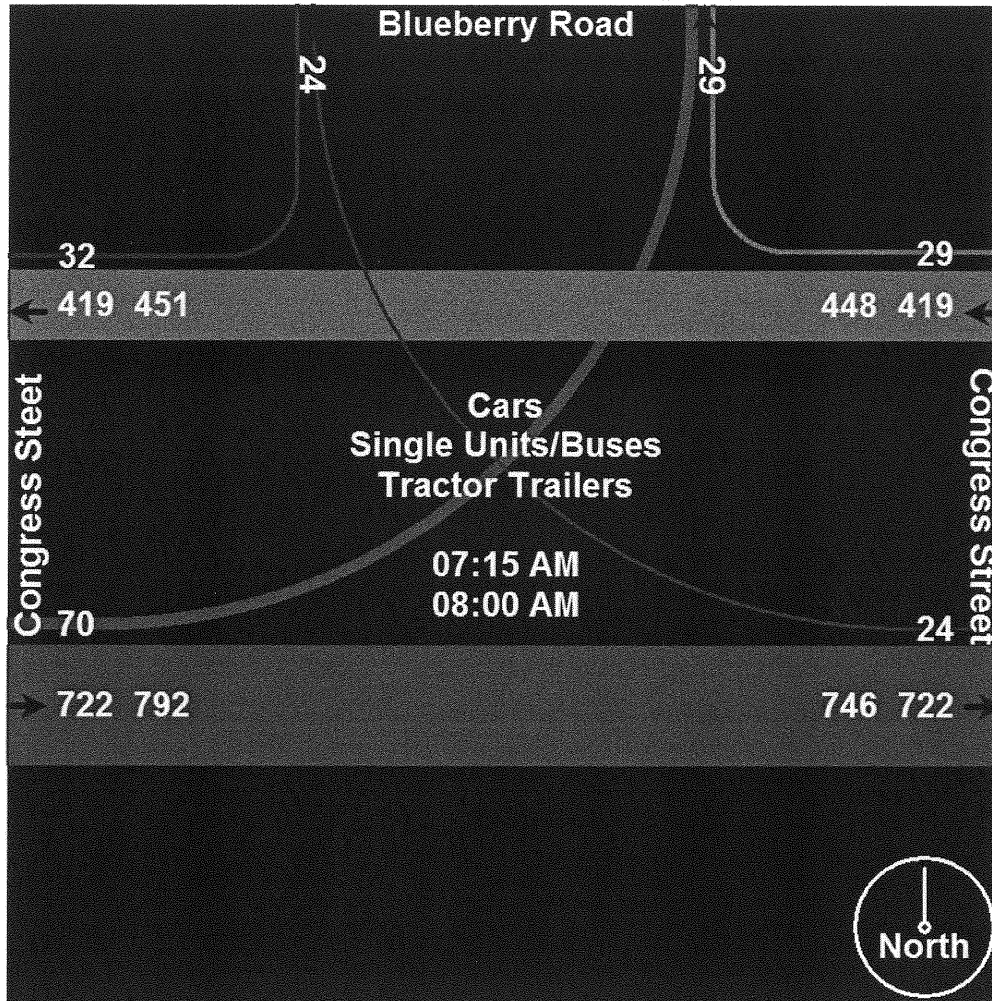 Blueberry Road
24
29
32
29
419 451
448 419
Congress Steet
Congress Street
Cars
Single Units/Buses
Tractor Trailers
07:15 AM
08:00 AM
70
24
722 792
746 722
North